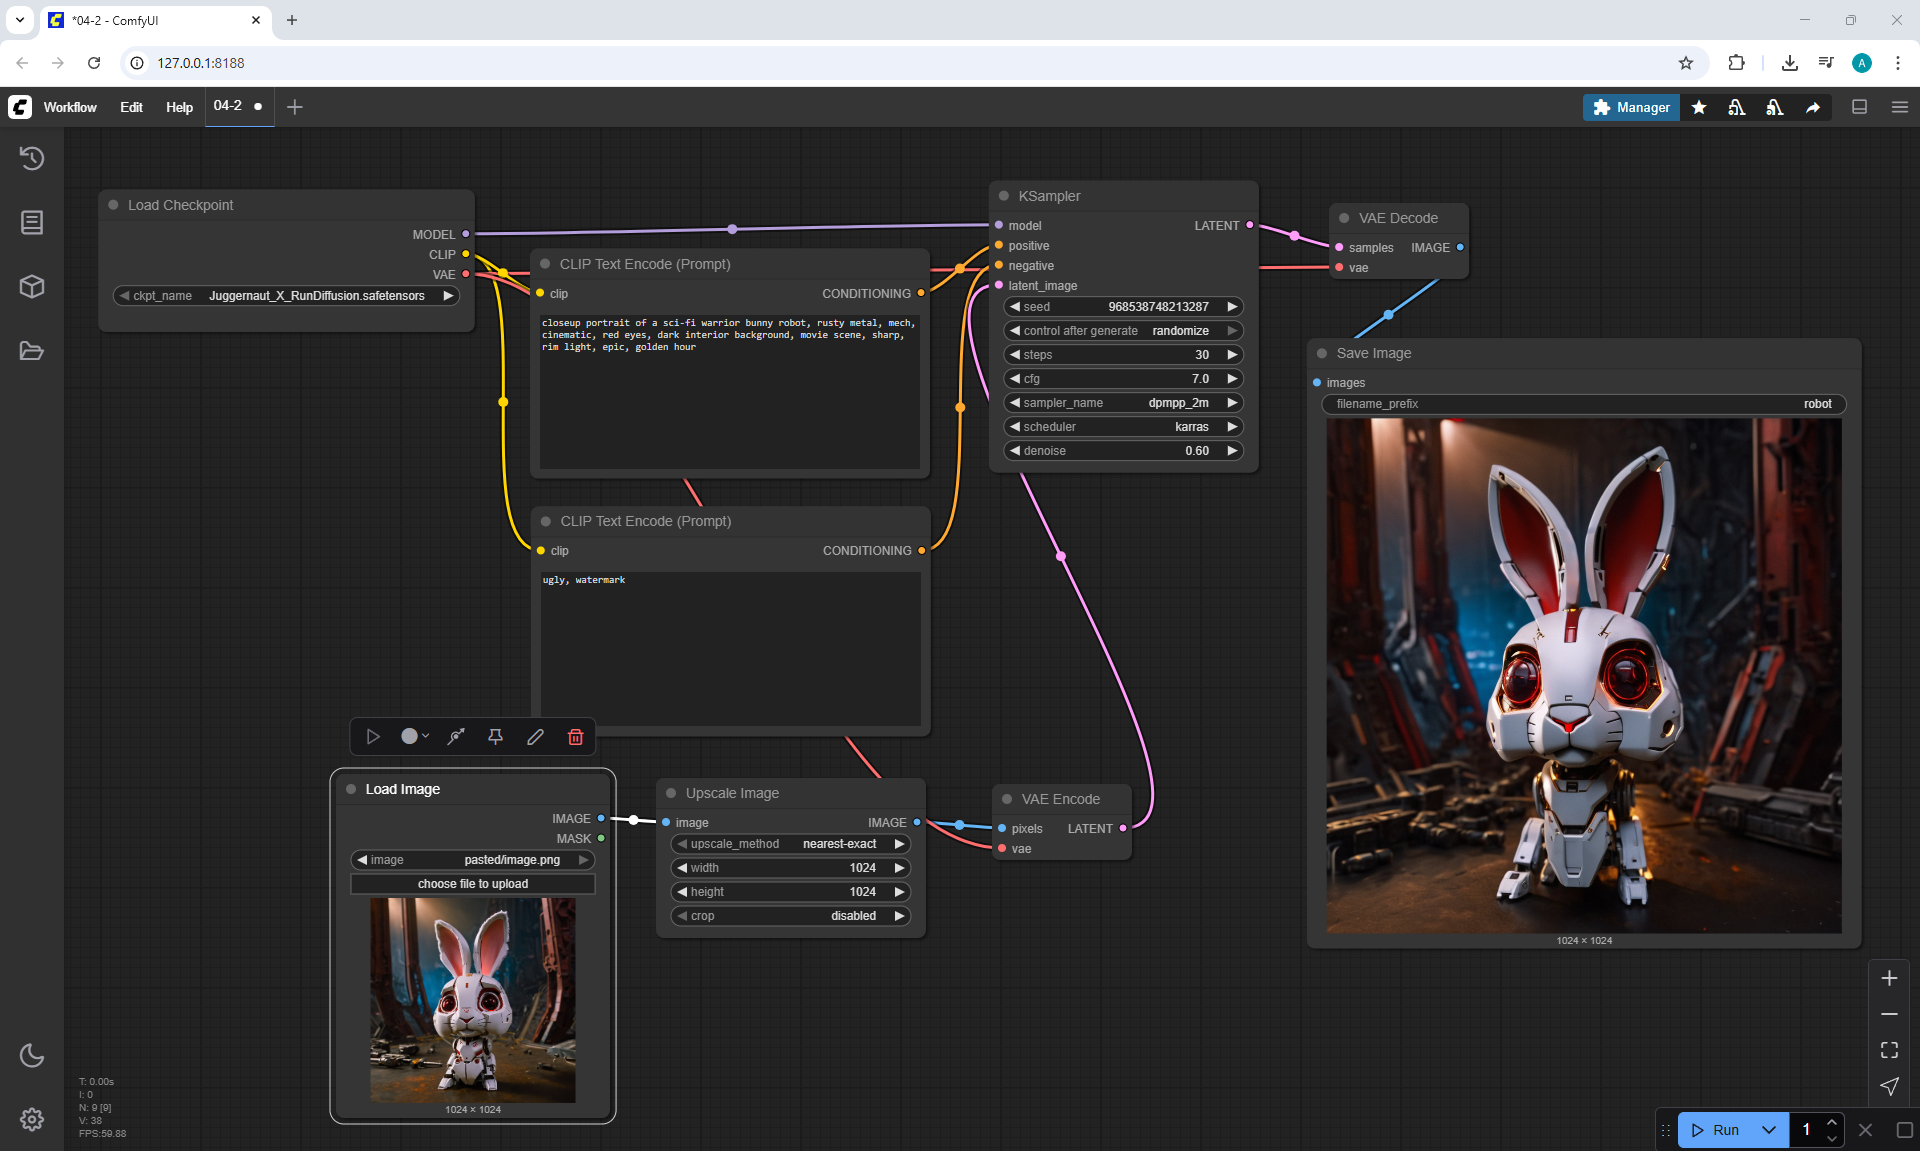 *04-2 - ComfyUI
127.0.0.1:8188
A
Workflow Edit Help 04-2
Manager
Load Checkpoint
MODEL
CLIP
VAE
ckpt_name Juggernaut_X_RunDiffusion.safetensors
CLIP Text Encode (Prompt)
clip CONDITIONING
closeup portrait of a sci-fi warrior bunny robot, rusty metal, mech,
cinematic, red eyes, dark interior background, movie scene, sharp,
rim light, epic, golden hour
CLIP Text Encode (Prompt)
clip CONDITIONING
ugly, watermark
KSampler
model LATENT
positive
negative
latent_image
seed 968538748213287
control after generate randomize
steps 30
cfg 7.0
sampler_name dpmpp_2m
scheduler karras
denoise 0.60
VAE Decode
samples IMAGE
vae
Save Image
images
filename_prefix robot
1024 × 1024
Load Image
IMAGE
MASK
image pasted/image.png
choose file to upload
1024 × 1024
Upscale Image
image IMAGE
upscale_method nearest-exact
width 1024
height 1024
crop disabled
VAE Encode
pixels LATENT
vae
T: 0.00s
I: 0
N: 9 [9]
V: 38
FPS:59.88
Run 1